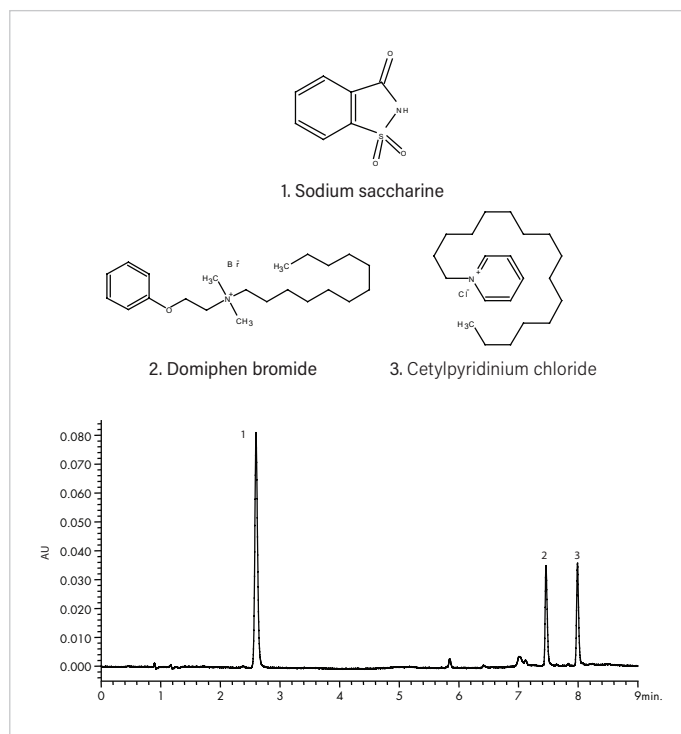 O
NH
S
O
O
1. Sodium saccharine
Br⁻
H₃C
H₃C
N⁺
O
CH₃
2. Domiphen bromide
N⁺
Cl⁻
H₃C
3. Cetylpyridinium chloride
0.080
0.070
0.060
0.050
0.040
0.030
0.020
0.010
0.000
AU
1
2
3
0 1 2 3 4 5 6 7 8 9min.